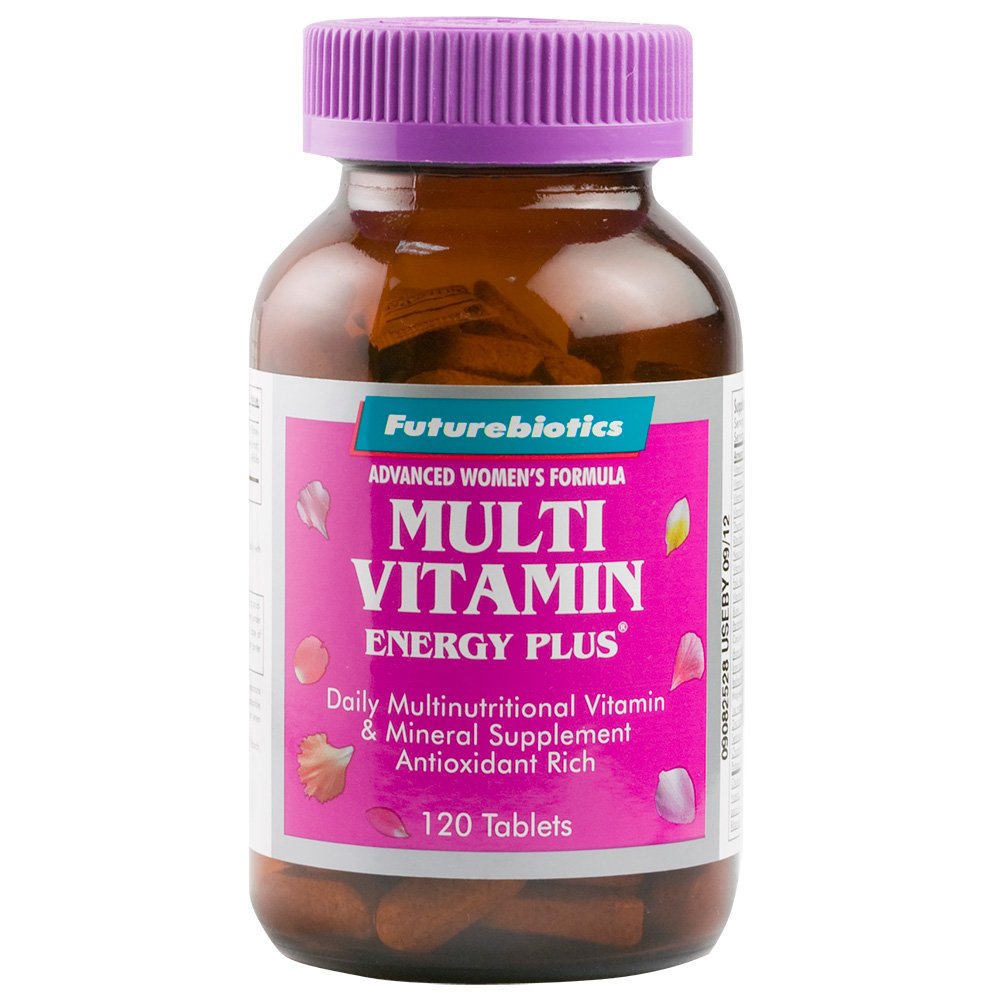 Futurebiotics
ADVANCED WOMEN'S FORMULA
MULTI
VITAMIN
ENERGY PLUS®
Daily Multinutritional Vitamin
& Mineral Supplement
Antioxidant Rich
120 Tablets
09082528 USEBY 09/12